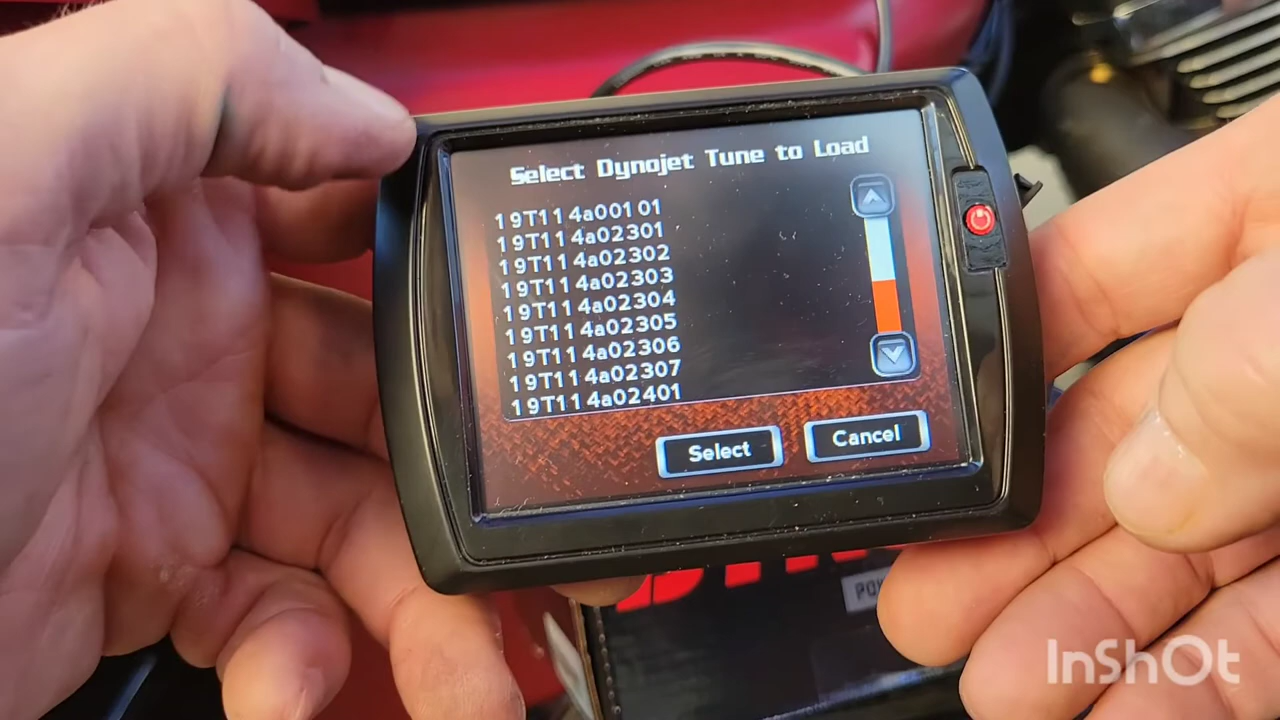 Select Dynojet Tune to Load
19T114a00101
19T114a02301
19T114a02302
19T114a02303
19T114a02304
19T114a02305
19T114a02306
19T114a02307
19T114a02401
Select
Cancel
InShOt